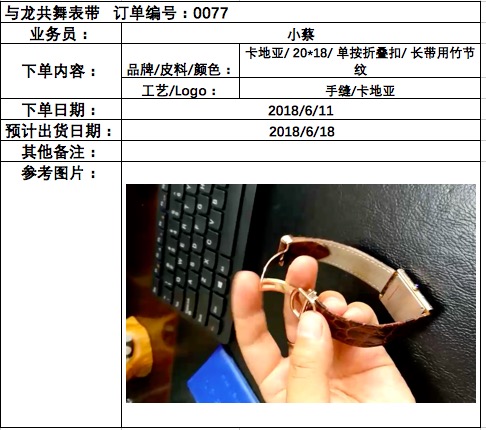 与龙共舞表带   订单编号：0077
业务员：
小蔡
下单内容：
品牌/皮料/颜色：
卡地亚/ 20*18/ 单按折叠扣/ 长带用竹节
纹
工艺/Logo：
手缝/卡地亚
下单日期：
2018/6/11
预计出货日期：
2018/6/18
其他备注：
参考图片：